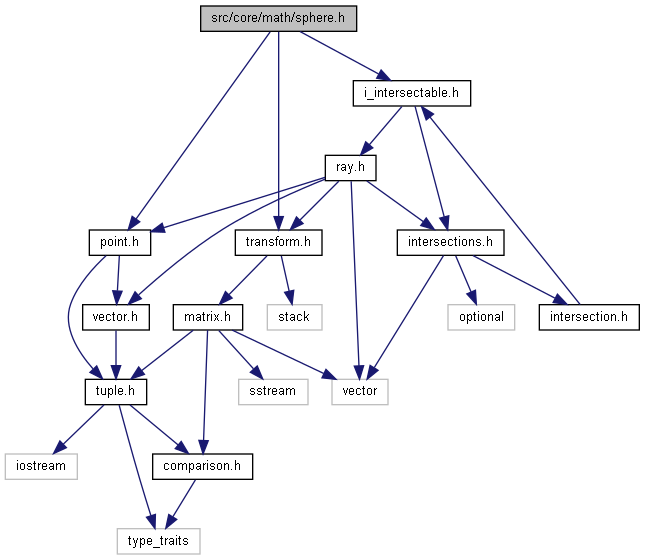 src/core/math/sphere.h
i_intersectable.h
ray.h
point.h
transform.h
intersections.h
vector.h
matrix.h
stack
optional
intersection.h
tuple.h
sstream
vector
iostream
comparison.h
type_traits